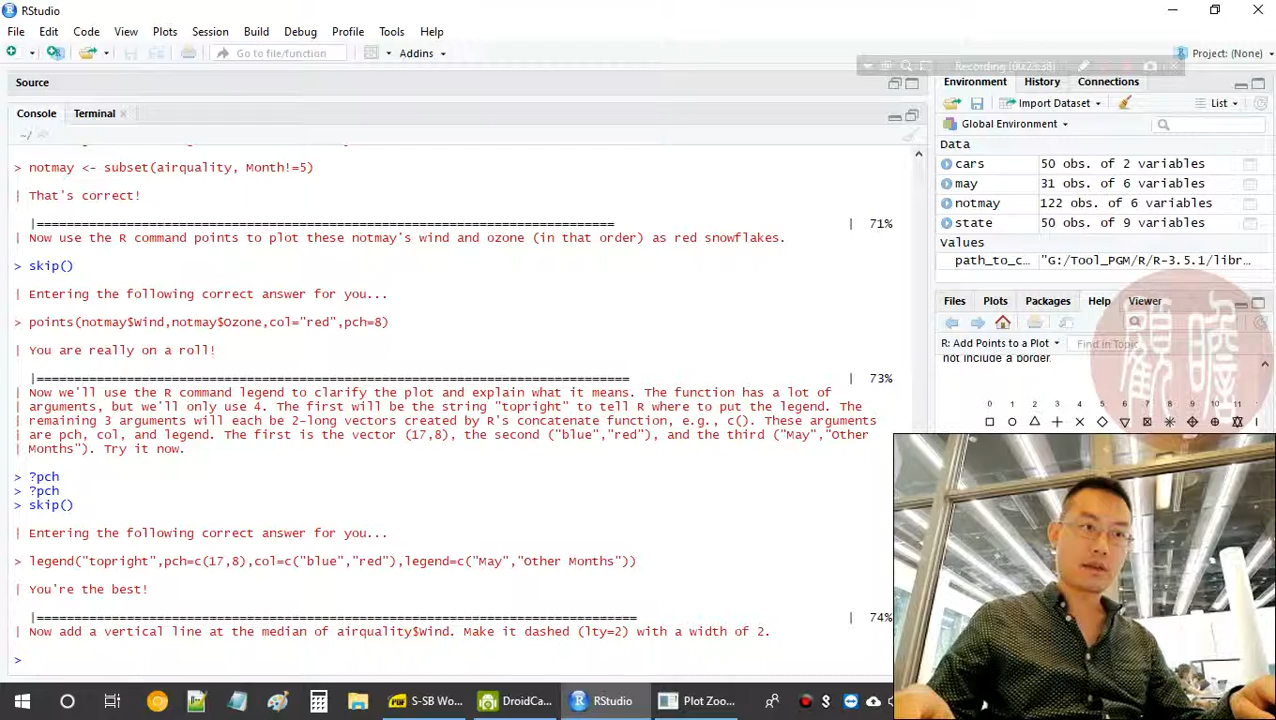 RStudio
File Edit Code View Plots Session Build Debug Profile Tools Help
Go to file/function
Addins
Project: (None)
Recording [00:23:38]
Source
Console Terminal
~/
> notmay <- subset(airquality, Month!=5)
| That's correct!
|==============================================================================| 71%
| Now use the R command points to plot these notmay's wind and ozone (in that order) as red snowflakes.
> skip()
| Entering the following correct answer for you...
> points(notmay$Wind,notmay$Ozone,col="red",pch=8)
| You are really on a roll!
|================================================================================| 73%
| Now we'll use the R command legend to clarify the plot and explain what it means. The function has a lot of
| arguments, but we'll only use 4. The first will be the string "topright" to tell R where to put the legend. The
| remaining 3 arguments will each be 2-long vectors created by R's concatenate function, e.g., c(). These arguments
| are pch, col, and legend. The first is the vector (17,8), the second ("blue","red"), and the third ("May","Other
| Months"). Try it now.
> ?pch
> ?pch
> skip()
| Entering the following correct answer for you...
> legend("topright",pch=c(17,8),col=c("blue","red"),legend=c("May","Other Months"))
| You're the best!
|=================================================================================| 74%
| Now add a vertical line at the median of airquality$Wind. Make it dashed (lty=2) with a width of 2.
>
Environment History Connections
Import Dataset List
Global Environment
Data
cars 50 obs. of 2 variables
may 31 obs. of 6 variables
notmay 122 obs. of 6 variables
state 50 obs. of 9 variables
Values
path_to_c… "G:/Tool_PGM/R/R-3.5.1/libr…
Files Plots Packages Help Viewer
R: Add Points to a Plot Find in Topic
not include a border.
0 1 2 3 4 5 6 7 8 9 10 11
S-SB Wo... DroidCa... RStudio Plot Zoo...